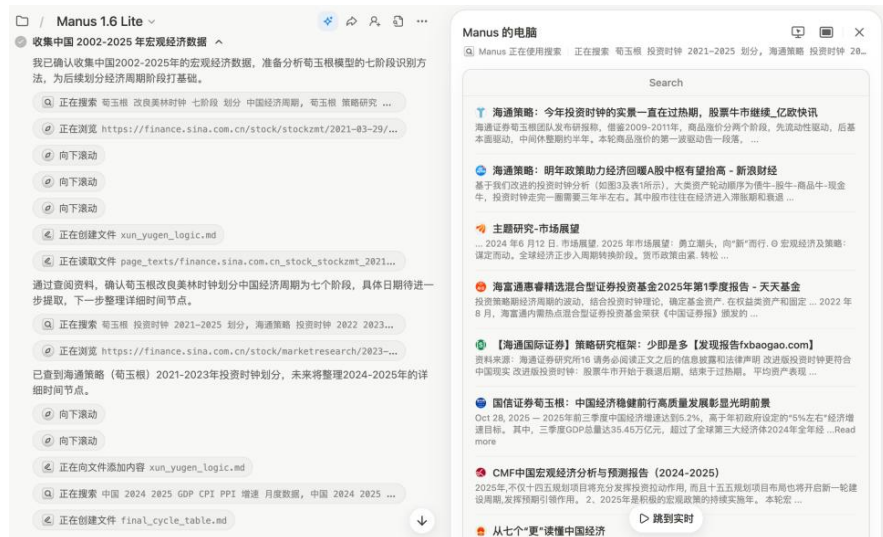 / Manus 1.6 Lite
收集中国 2002-2025 年宏观经济数据
我已确认收集中国2002-2025年的宏观经济数据，准备分析荀玉根模型的七阶段识别方
法，为后续划分经济周期阶段打基础。
正在搜索 荀玉根 改良美林时钟 七阶段 划分 中国经济周期, 荀玉根 策略研究 ...
正在浏览 https://finance.sina.com.cn/stock/stockzmt/2021-03-29/...
向下滚动
向下滚动
向下滚动
正在创建文件 xun_yugen_logic.md
正在读取文件 page_texts/finance.sina.com.cn_stock_stockzmt_2021...
通过查阅资料，确认荀玉根改良美林时钟划分中国经济周期为七个阶段，具体日期待进一
步提取，下一步整理详细时间节点。
正在搜索 荀玉根 投资时钟 2021-2025 划分, 海通策略 投资时钟 2022 2023...
正在浏览 https://finance.sina.com.cn/stock/marketresearch/2023-...
已查到海通策略（荀玉根）2021-2023年投资时钟划分，未来将整理2024-2025年的详
细时间节点。
向下滚动
向下滚动
正在向文件添加内容 xun_yugen_logic.md
正在搜索 中国 2024 2025 GDP CPI PPI 增速 月度数据, 中国 2024 2025 ...
正在创建文件 final_cycle_table.md
Manus 的电脑
Manus 正在使用搜索 正在搜索 荀玉根 投资时钟 2021-2025 划分, 海通策略 投资时钟 20…
Search
海通策略：今年投资时钟的实景一直在过热期，股票牛市继续_亿欧快讯
海通证券荀玉根团队发布研报称，借鉴2009-2011年，商品涨价分两个阶段，先流动性驱动，后基
本面驱动，中间休整期约半年。本轮商品涨价的第一波驱动告一段落， ...
海通策略：明年政策助力经济回暖A股中枢有望抬高 - 新浪财经
基于我们改进的投资时钟分析（如图3及表1所示），大类资产轮动顺序为债牛-股牛-商品牛-现金
牛，投资时钟走完一圈需要三年半左右。其中股市往往在经济进入滞胀期和衰退 ...
主题研究-市场展望
... 2024 年6 月12 日. 市场展望. 2025 年市场展望: 勇立潮头，向“新”而行. ⊙ 宏观经济及策略:
谋定而动。全球经济正步入周期转换阶段。货币政策由紧. 转松 ...
海富通惠睿精选混合型证券投资基金2025年第1季度报告 - 天天基金
投资策略期经济周期的波动，结合投资时钟理论，确定基金资产. 在权益类资产和固定 ... 2022 年
8 月，海富通内需热点混合型证券投资基金荣获《中国证券报》颁发的 ...
【海通国际证券】策略研究框架：少即是多【发现报告fxbaogao.com】
资料来源：海通证券研究所16 请务必阅读正文之后的信息披露和法律声明 改进版投资时钟更符合
中国现实 改进版投资时钟：股票牛市开始于衰退后期，结束于过热期。 平均资产表现 ...
国信证券荀玉根：中国经济稳健前行高质量发展彰显光明前景
Oct 28, 2025 — 2025年前三季度中国经济增速达到5.2%，高于年初政府设定的“5%左右”经济增
速目标。 其中，三季度GDP总量达35.45万亿元，超过了全球第三大经济体2024年全年经 ...Read
more
CMF中国宏观经济分析与预测报告（2024-2025）
2025年,不仅十四五规划项目将充分发挥投资拉动作用, 而且十五五规划项目布局也将开启新一轮建
设周期,发挥预期引领作用。 2、2025年是积极的宏观政策的持续实施年。 本轮宏 ...
跳到实时
从七个“更”读懂中国经济